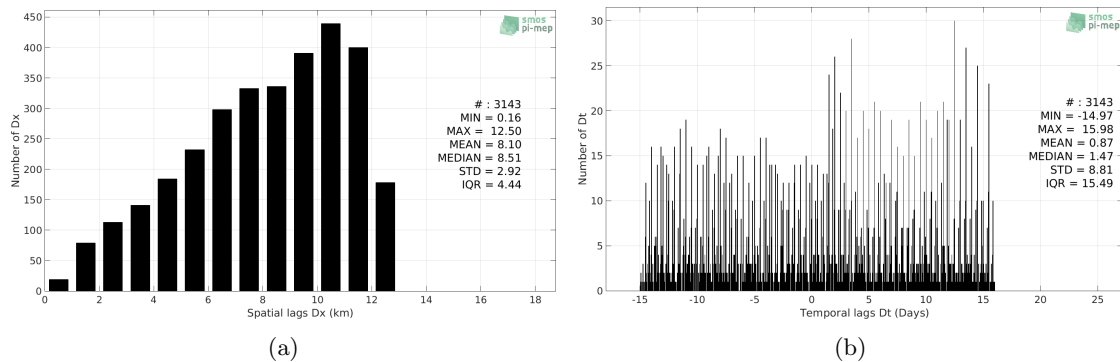 450
400
350
300
250
200
150
100
50
0
Number of Dx
0 2 4 6 8 10 12 14 16 18
Spatial lags Dx (km)
smos
pi-mep
# : 3143
MIN = 0.16
MAX = 12.50
MEAN = 8.10
MEDIAN = 8.51
STD = 2.92
IQR = 4.44
(a)
30
25
20
15
10
5
0
Number of Dt
-15 -10 -5 0 5 10 15 20 25
Temporal lags Dt (Days)
smos
pi-mep
# : 3143
MIN = -14.97
MAX = 15.98
MEAN = 0.87
MEDIAN = 1.47
STD = 8.81
IQR = 15.49
(b)